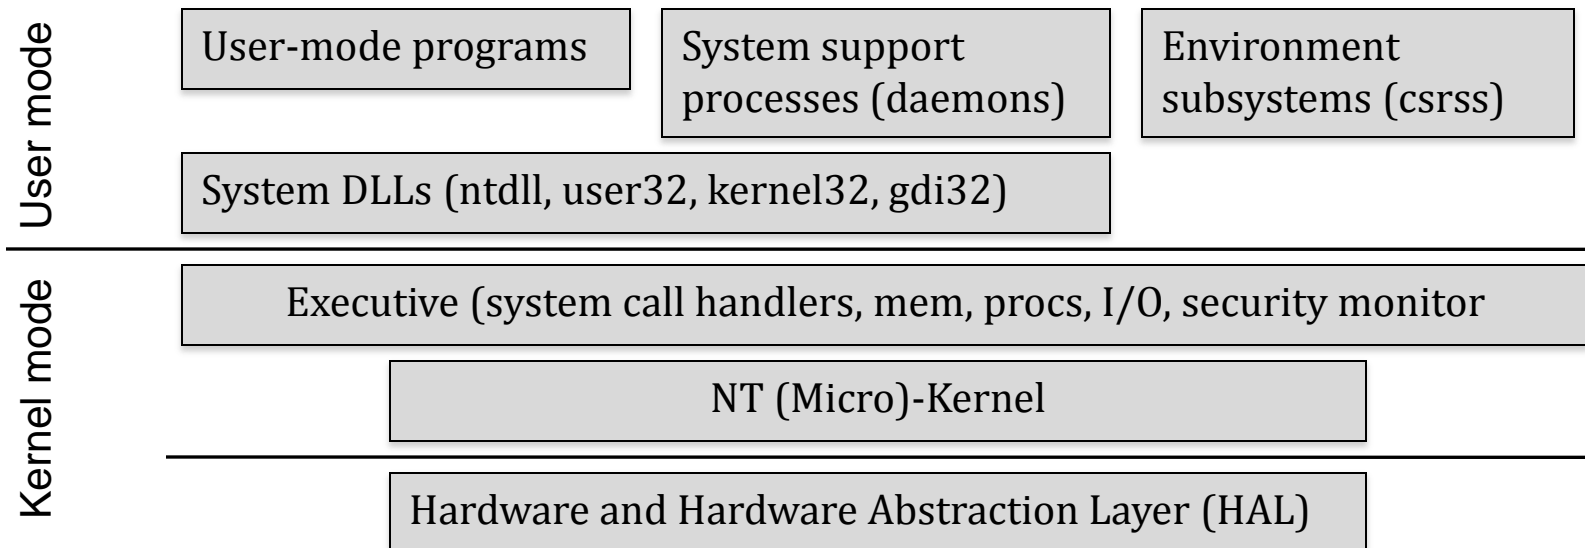 User mode
User-mode programs
System support
processes (daemons)
Environment
subsystems (csrss)
System DLLs (ntdll, user32, kernel32, gdi32)
Kernel mode
Executive (system call handlers, mem, procs, I/O, security monitor
NT (Micro)-Kernel
Hardware and Hardware Abstraction Layer (HAL)